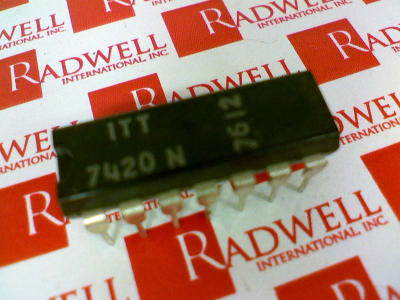 RADWELL
INTERNATIONAL INC.
RADWELL
INTERNATIONAL INC.
R
ITT
7420 N
7612
RADWELL
INTERNATIONAL INC.
R
RADWELL
INTERNATIONAL INC.